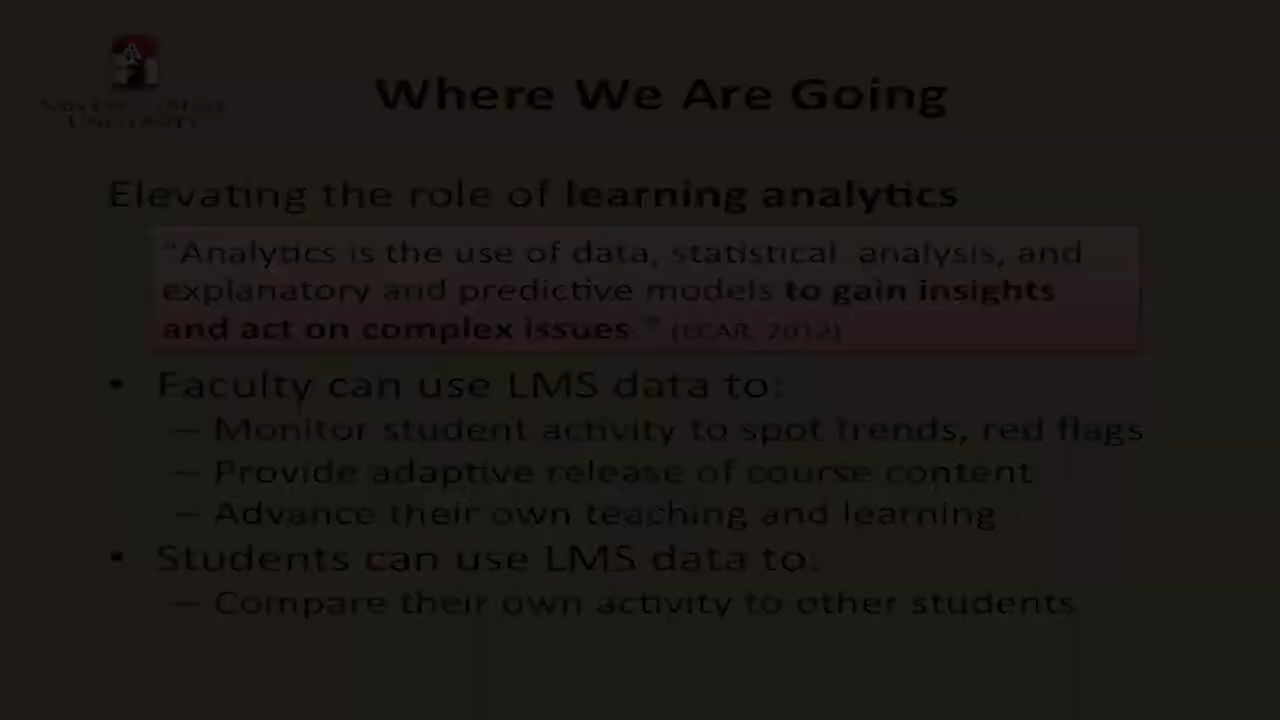 UNIVERSITY
Where We Are Going
Elevating the role of learning analytics
“Analytics is the use of data, statistical analysis, and
explanatory and predictive models to gain insights
and act on complex issues.” (ECAR, 2012)
• Faculty can use LMS data to:
– Monitor student activity to spot trends, red flags
– Provide adaptive release of course content
– Advance their own teaching and learning
• Students can use LMS data to:
– Compare their own activity to other students